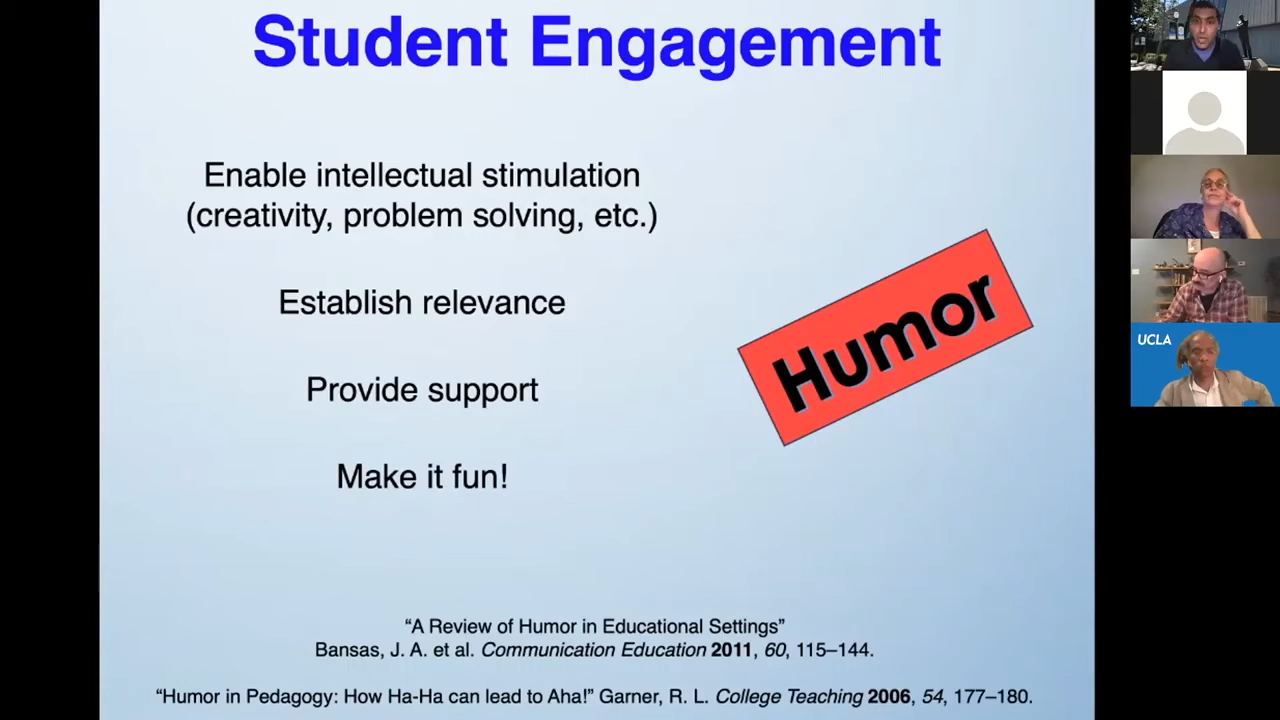 Student Engagement
Enable intellectual stimulation
(creativity, problem solving, etc.)
Establish relevance
Provide support
Make it fun!
Humor
“A Review of Humor in Educational Settings”
Bansas, J. A. et al. Communication Education 2011, 60, 115–144.
“Humor in Pedagogy: How Ha-Ha can lead to Aha!” Garner, R. L. College Teaching 2006, 54, 177–180.
UCLA